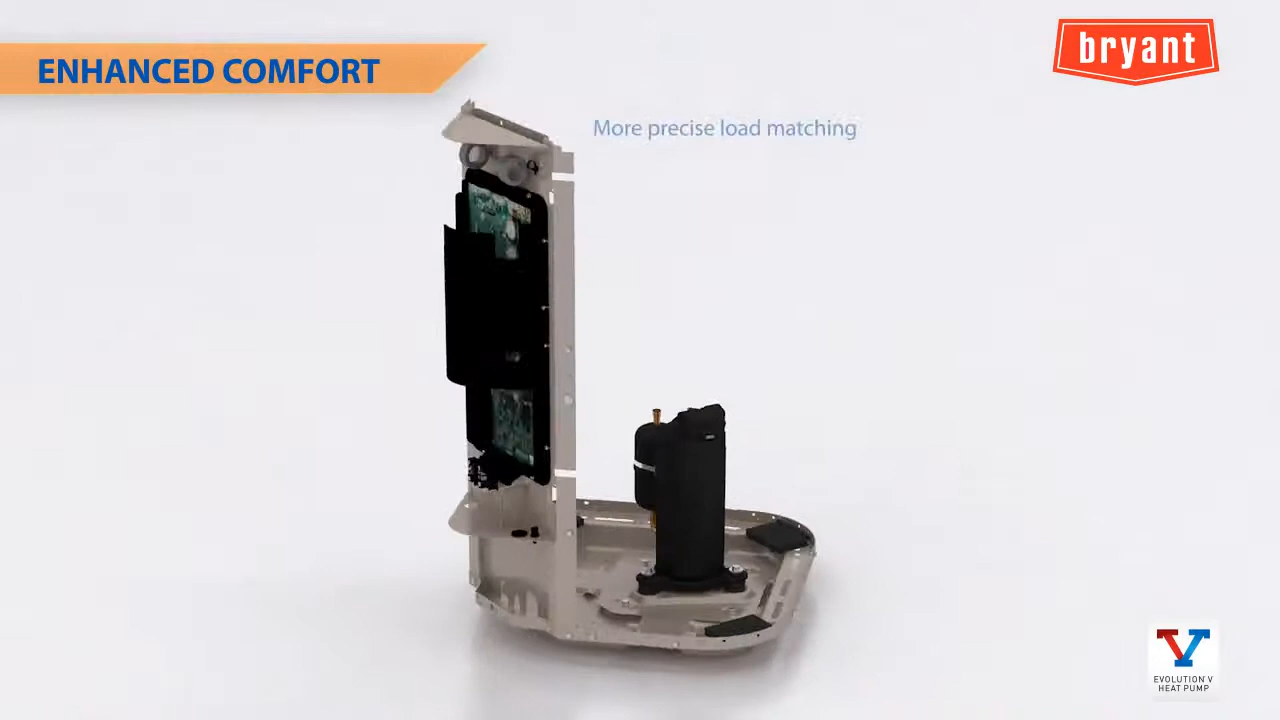 ENHANCED COMFORT
bryant
More precise load matching
EVOLUTION V
HEAT PUMP